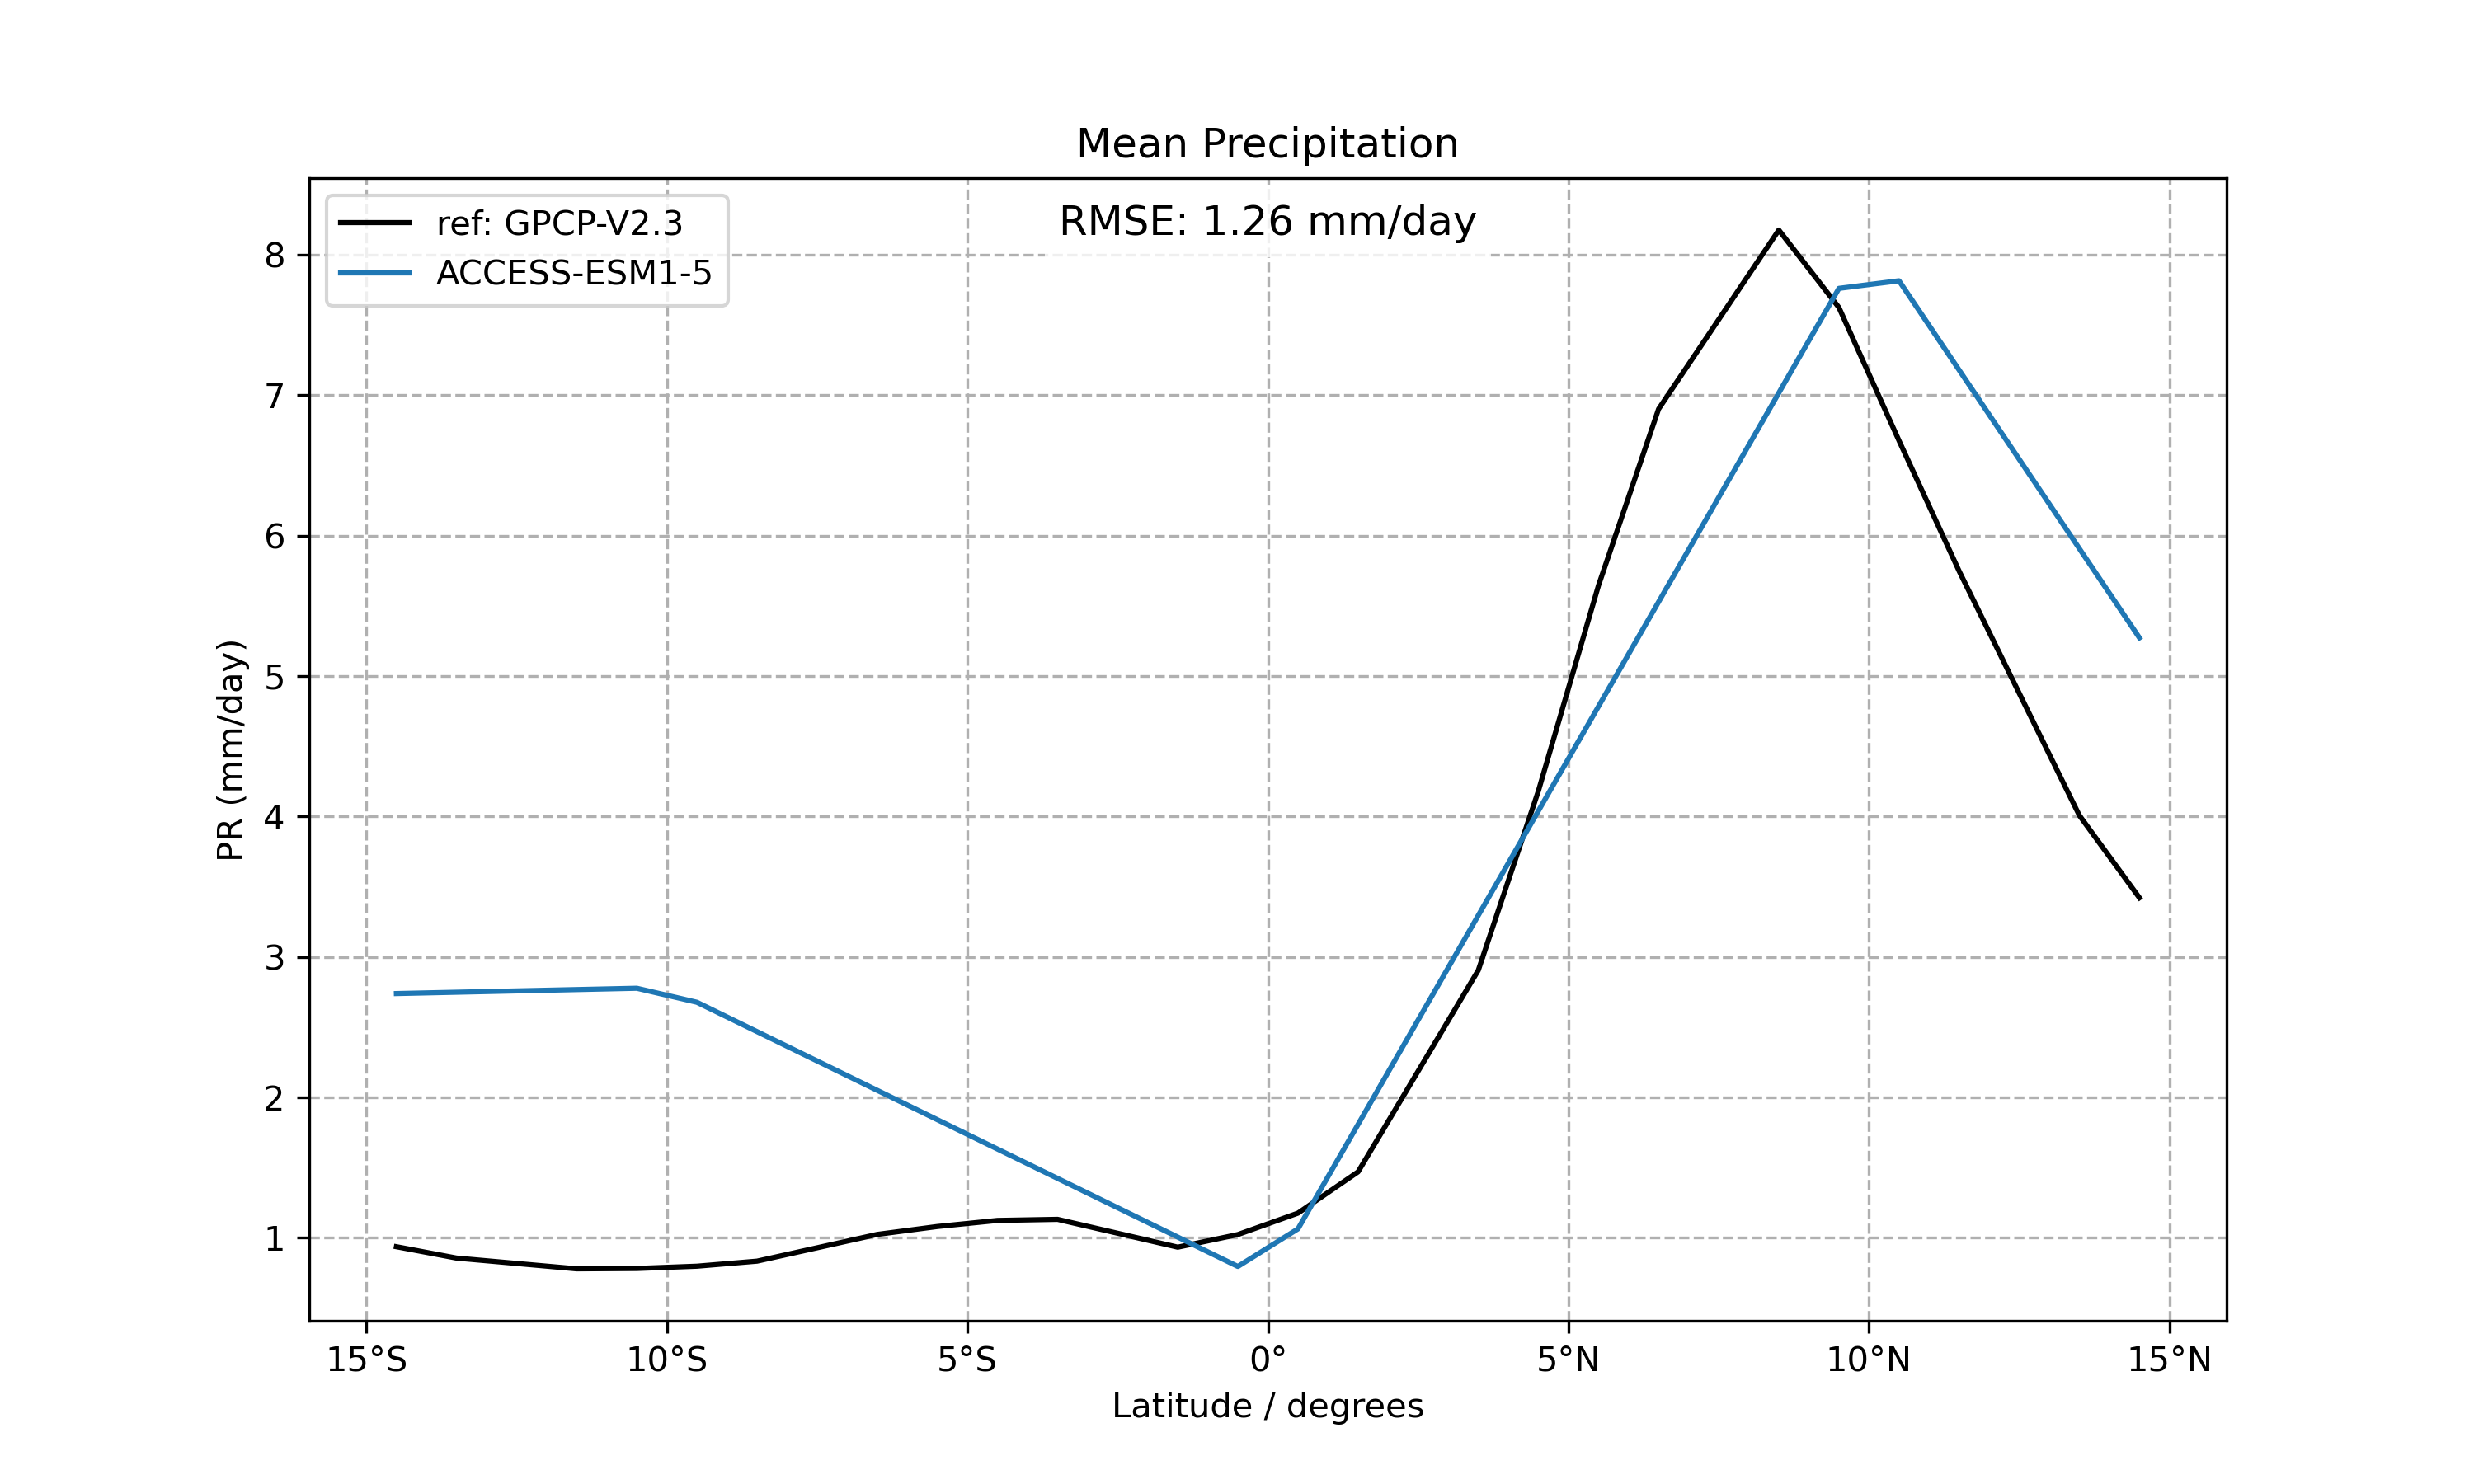 Mean Precipitation
RMSE: 1.26 mm/day
ref: GPCP-V2.3
ACCESS-ESM1-5
PR (mm/day)
8
7
6
5
4
3
2
1
15°S 10°S 5°S 0° 5°N 10°N 15°N
Latitude / degrees